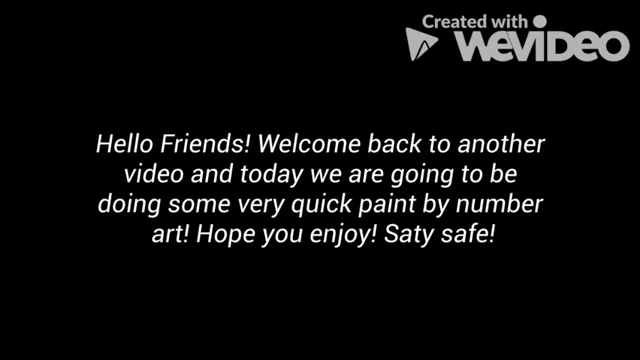 Created with
WEVIDEO
Hello Friends! Welcome back to another
video and today we are going to be
doing some very quick paint by number
art! Hope you enjoy! Saty safe!